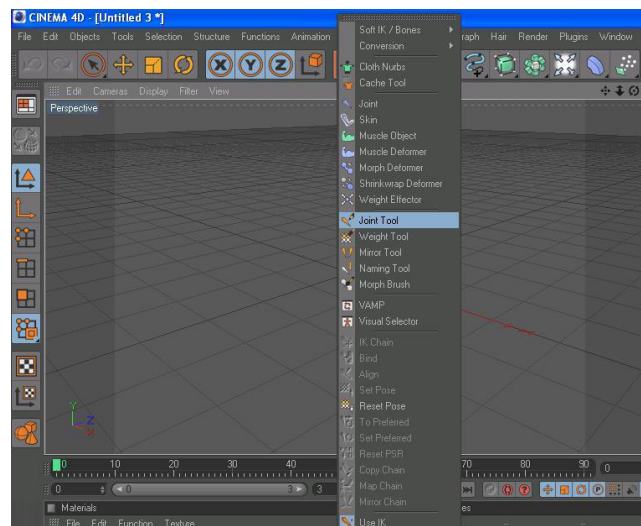 CINEMA 4D - [Untitled 3 *]
File Edit Objects Tools Selection Structure Functions Animation raph Hair Render Plugins Window
Edit Cameras Display Filter View
Perspective
Soft IK / Bones
Conversion
Cloth Nurbs
Cache Tool
Joint
Skin
Muscle Object
Muscle Deformer
Morph Deformer
Shrinkwrap Deformer
Weight Effector
Joint Tool
Weight Tool
Mirror Tool
Naming Tool
Morph Brush
VAMP
Visual Selector
IK Chain
Bind
Align
Set Pose
Reset Pose
To Preferred
Set Preferred
Reset PSR
Copy Chain
Map Chain
Mirror Chain
Use IK
X Y Z
Y Z X
0 10 20 30 40 70 80 90 0
0 0 3 3
Materials es
File Edit Function Texture